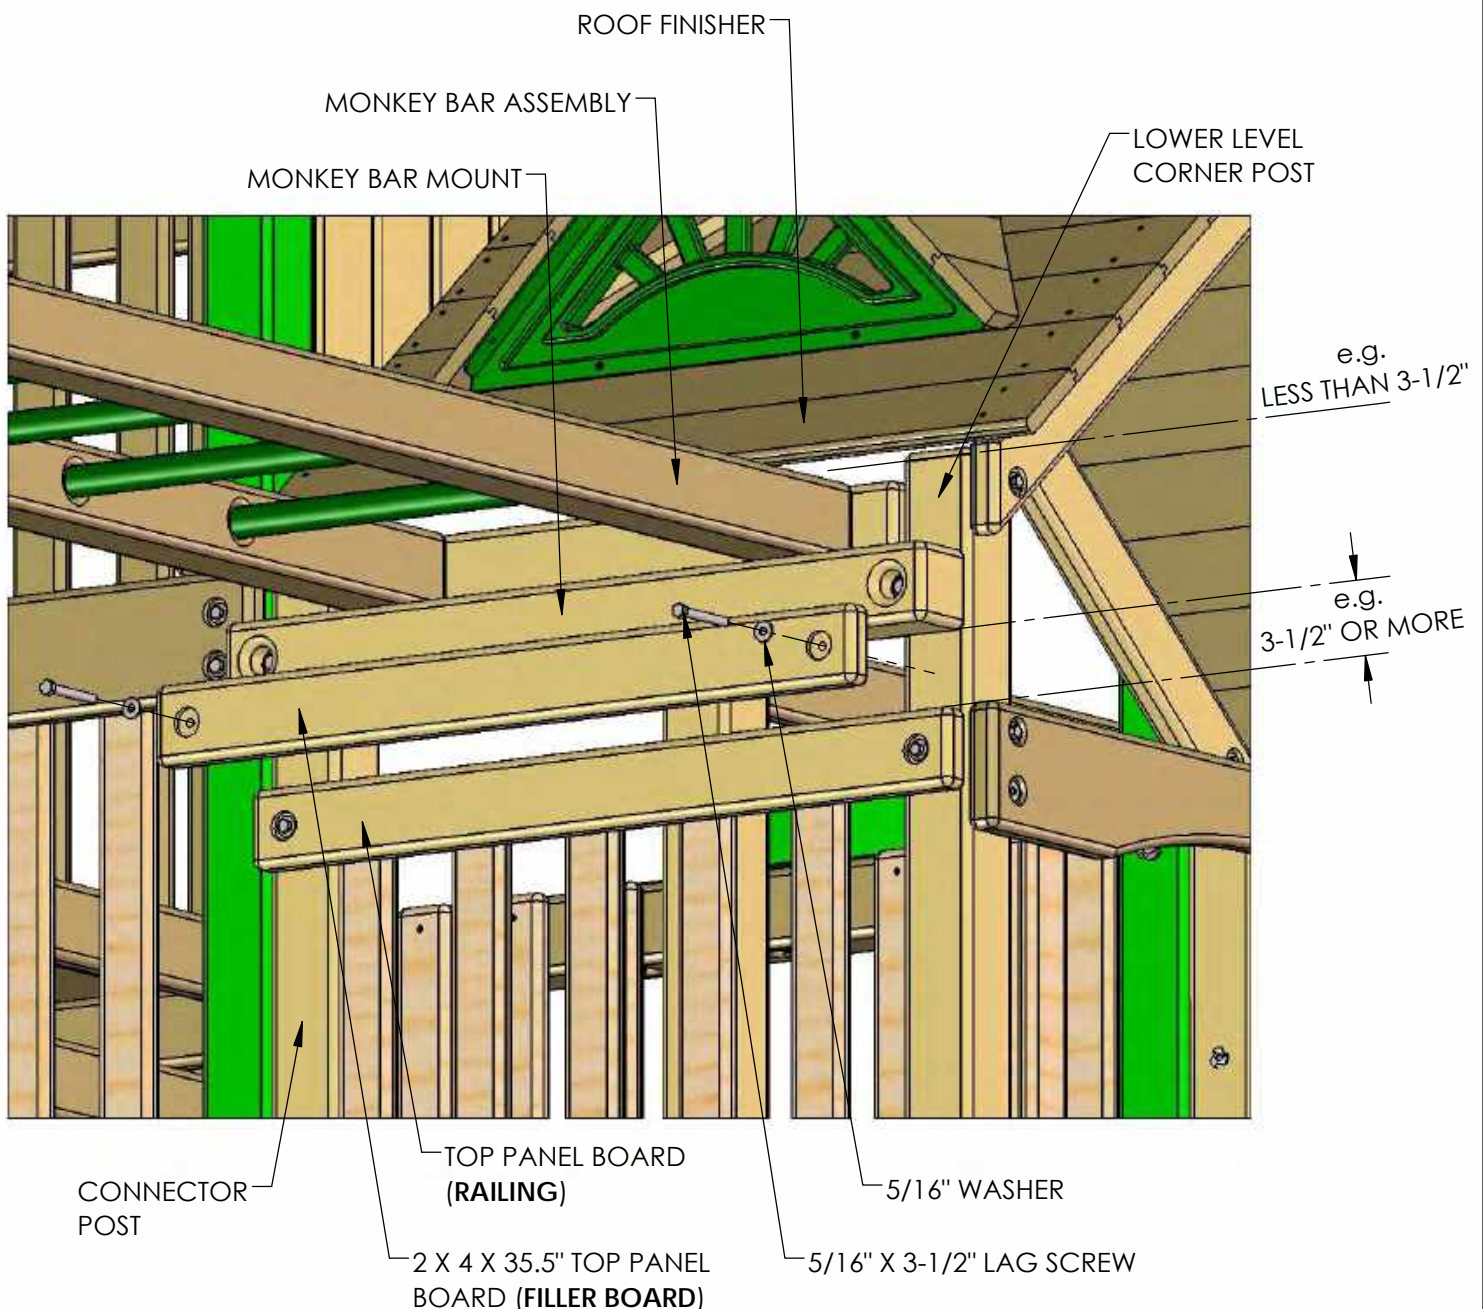 ROOF FINISHER
MONKEY BAR ASSEMBLY
LOWER LEVEL
CORNER POST
MONKEY BAR MOUNT
e.g.
LESS THAN 3-1/2"
e.g.
3-1/2" OR MORE
TOP PANEL BOARD
(RAILING)
CONNECTOR
POST
5/16" WASHER
2 X 4 X 35.5" TOP PANEL
BOARD (FILLER BOARD)
5/16" X 3-1/2" LAG SCREW